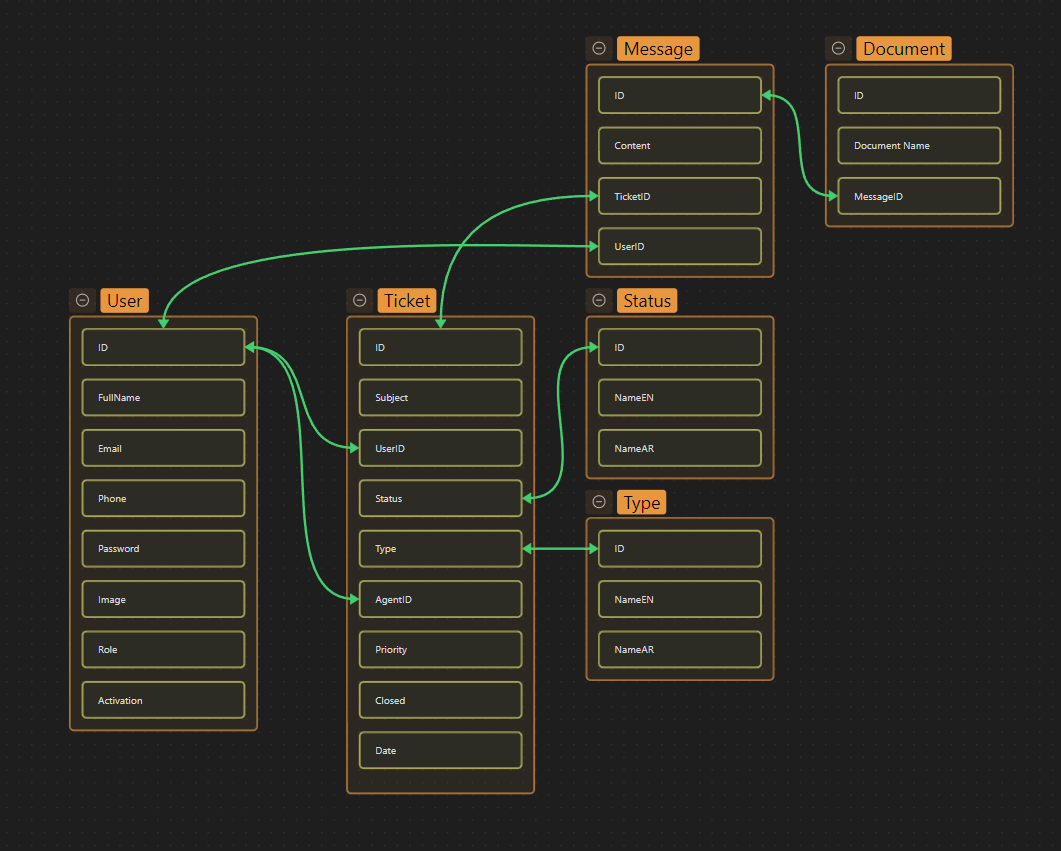 Message
ID
Content
TicketID
UserID
Document
ID
Document Name
MessageID
User
ID
FullName
Email
Phone
Password
Image
Role
Activation
Ticket
ID
Subject
UserID
Status
Type
AgentID
Priority
Closed
Date
Status
ID
NameEN
NameAR
Type
ID
NameEN
NameAR